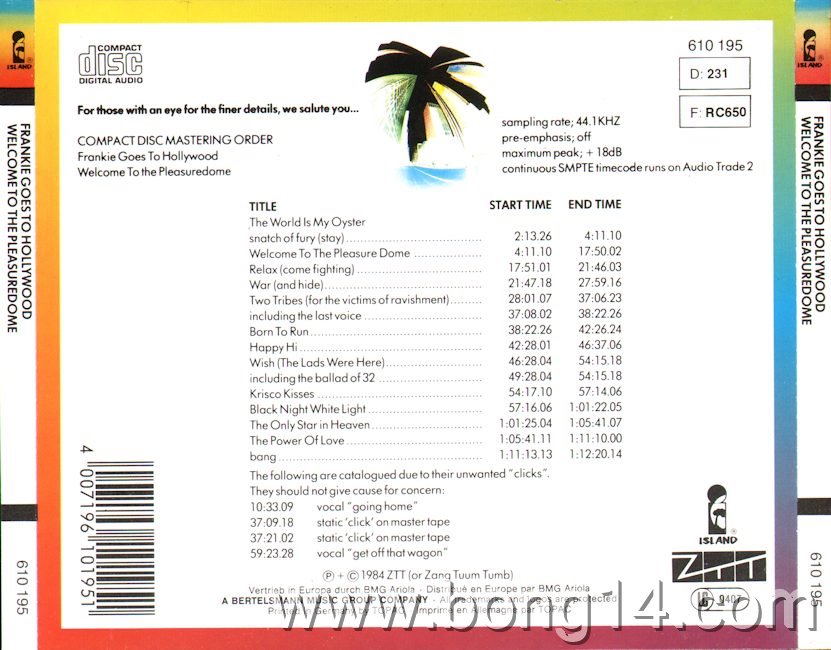 COMPACT
disc
DIGITAL AUDIO
610 195
D: 231
F: RC650
For those with an eye for the finer details, we salute you...
COMPACT DISC MASTERING ORDER
Frankie Goes To Hollywood
Welcome To the Pleasuredome
sampling rate; 44.1KHZ
pre-emphasis; off
maximum peak; + 18dB
continuous SMPTE timecode runs on Audio Trade 2
TITLE START TIME END TIME
The World Is My Oyster
snatch of fury (stay) 2:13.26 4:11.10
Welcome To The Pleasure Dome 4:11.10 17:50.02
Relax (come fighting) 17:51.01 21:46.03
War (and hide) 21:47.18 27:59.16
Two Tribes (for the victims of ravishment) 28:01.07 37:06.23
including the last voice 37:08.02 38:22.26
Born To Run 38:22.26 42:26.24
Happy Hi 42:28.01 46:37.06
Wish (The Lads Were Here) 46:28.04 54:15.18
including the ballad of 32 49:28.04 54:15.18
Krisco Kisses 54:17.10 57:14.06
Black Night White Light 57:16.06 1:01:22.05
The Only Star in Heaven 1:01:25.04 1:05:41.07
The Power Of Love 1:05:41.11 1:11:10.00
bang 1:11:13.13 1:12:20.14
The following are catalogued due to their unwanted "clicks".
They should not give cause for concern:
10:33.09 vocal "going home"
37:09.18 static 'click' on master tape
37:21.02 static 'click' on master tape
59:23.28 vocal "get off that wagon"
Ⓟ + © 1984 ZTT (or Zang Tuum Tumb)
Vertrieb in Europa durch BMG Ariola - Distribué en Europe par BMG Ariola
A BERTELSMANN MUSIC GROUP COMPANY - All trademarks and logos are protected
Printed in Germany by TOPAC Imprimé en Allemagne par TOPAC
ISLAND
ZTT
LC
0407
4 007196 101951
www.bong14.com
ISLAND
FRANKIE GOES TO HOLLYWOOD
WELCOME TO THE PLEASUREDOME
610 195
ISLAND
FRANKIE GOES TO HOLLYWOOD
WELCOME TO THE PLEASUREDOME
610 195